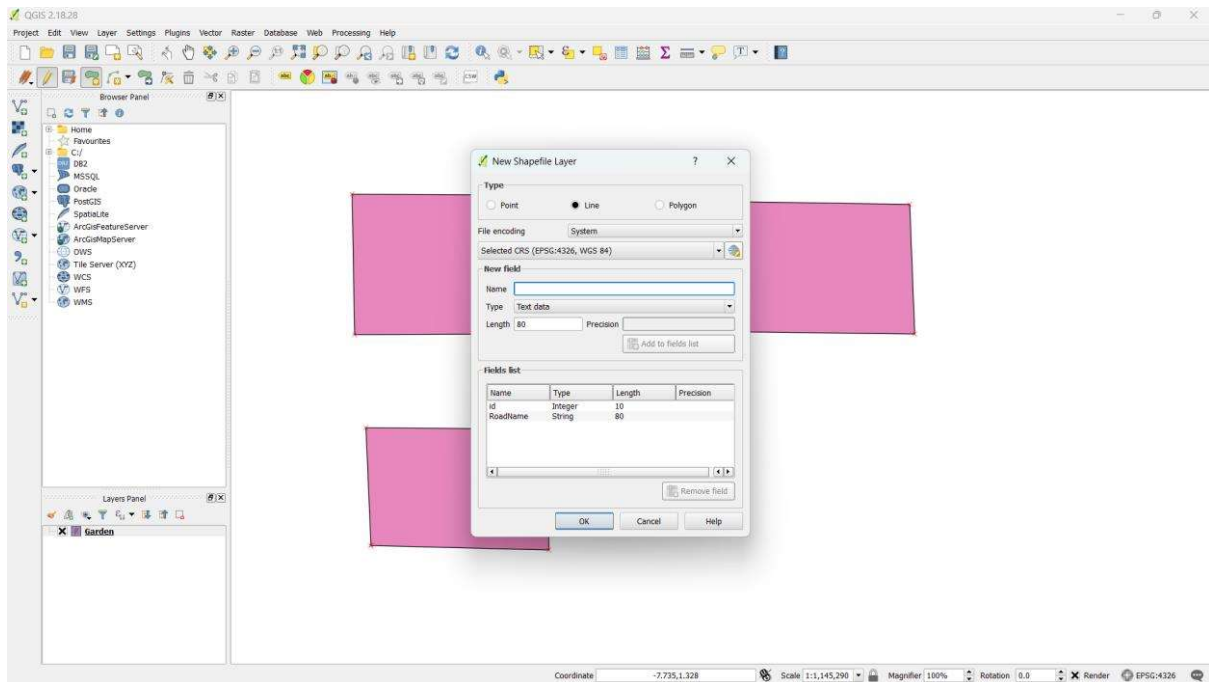 QGIS 2.18.28
Project Edit View Layer Settings Plugins Vector Raster Database Web Processing Help
Browser Panel
Home
Favourites
C:/
DB2
MSSQL
Oracle
PostGIS
SpatiaLite
ArcGisFeatureServer
ArcGisMapServer
OWS
Tile Server (XYZ)
WCS
WFS
WMS
Layers Panel
Garden
New Shapefile Layer
Type
Point Line Polygon
File encoding System
Selected CRS (EPSG:4326, WGS 84)
New field
Name
Type Text data
Length 80 Precision
Add to fields list
Fields list
Name Type Length Precision
id Integer 10
RoadName String 80
Remove field
OK Cancel Help
Coordinate -7.735,1.328 Scale 1:1,145,290 Magnifier 100% Rotation 0.0 Render EPSG:4326